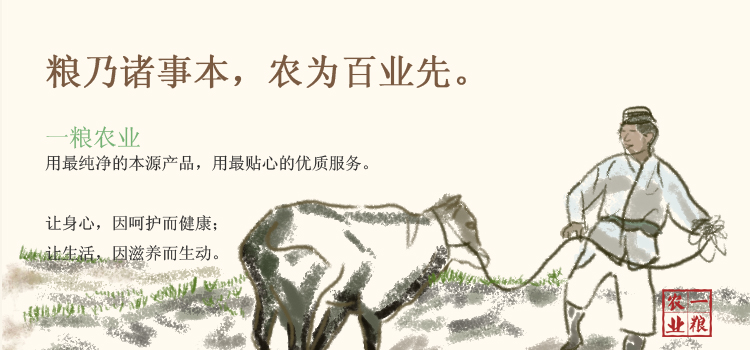 粮乃诸事本，农为百业先。
一粮农业
用最纯净的本源产品，用最贴心的优质服务。
让身心，因呵护而健康；
让生活，因滋养而生动。
一粮
农业